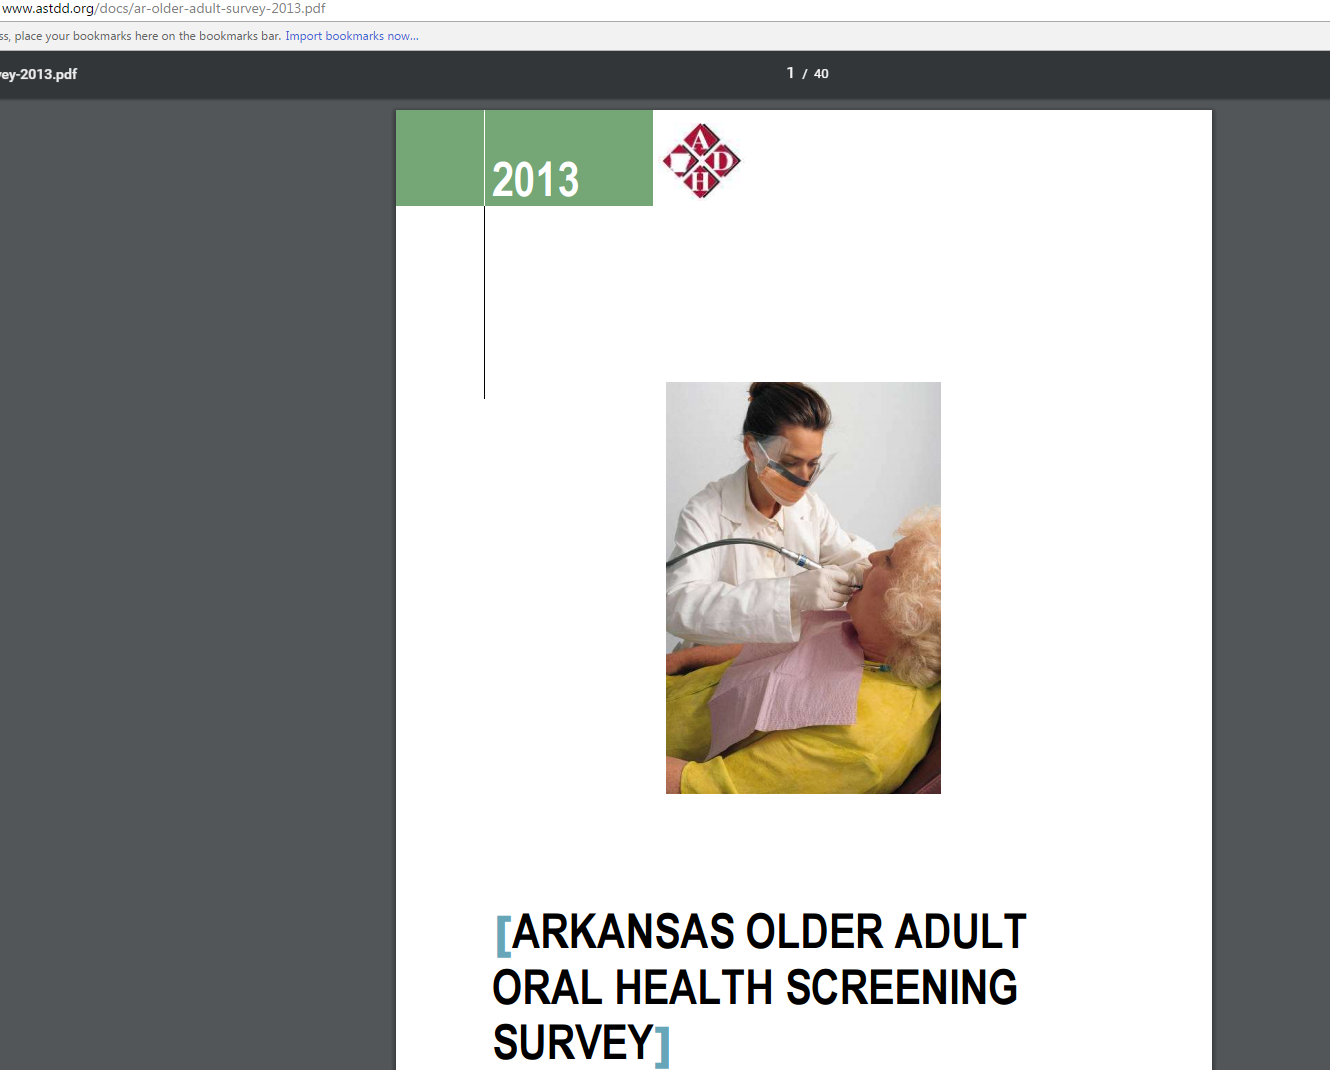 www.astdd.org/docs/ar-older-adult-survey-2013.pdf
ss, place your bookmarks here on the bookmarks bar. Import bookmarks now...
ey-2013.pdf
1 / 40
2013
A
D
H
[ARKANSAS OLDER ADULT
ORAL HEALTH SCREENING
SURVEY]